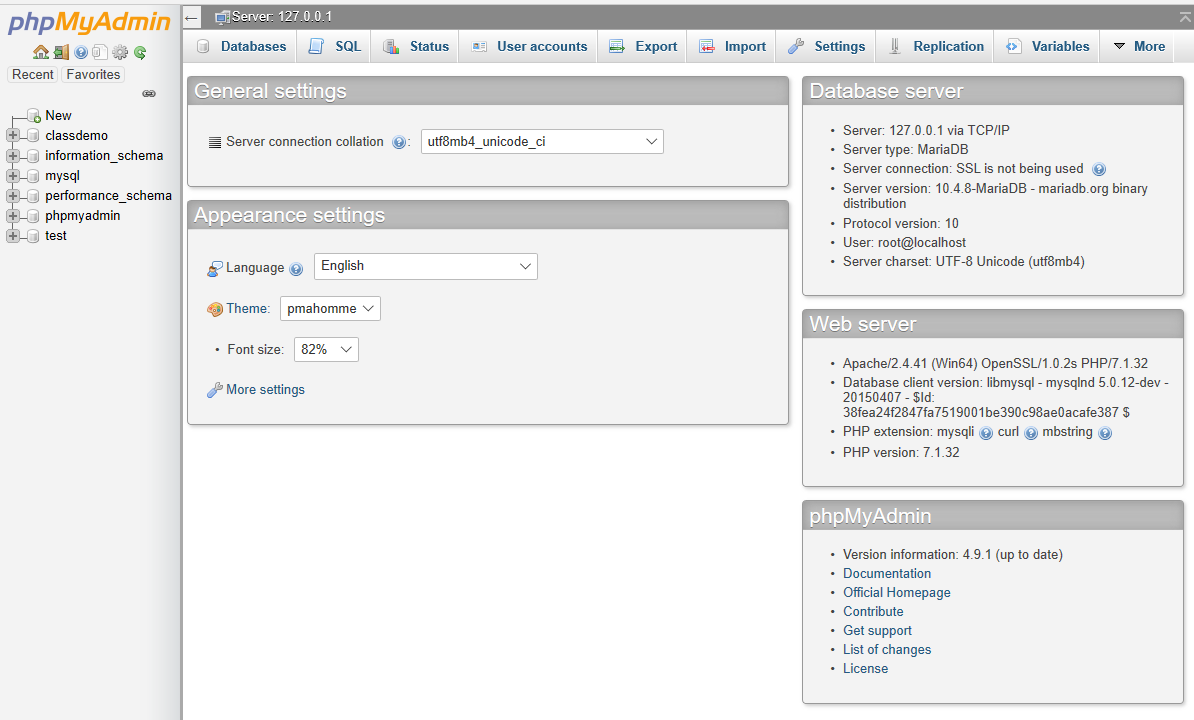 phpMyAdmin
Recent Favorites
New
classdemo
information_schema
mysql
performance_schema
phpmyadmin
test
Server: 127.0.0.1
Databases SQL Status User accounts Export Import Settings Replication Variables More
General settings
Server connection collation : utf8mb4_unicode_ci
Appearance settings
Language English
Theme: pmahomme
• Font size: 82%
More settings
Database server
• Server: 127.0.0.1 via TCP/IP
• Server type: MariaDB
• Server connection: SSL is not being used
• Server version: 10.4.8-MariaDB - mariadb.org binary
distribution
• Protocol version: 10
• User: root@localhost
• Server charset: UTF-8 Unicode (utf8mb4)
Web server
• Apache/2.4.41 (Win64) OpenSSL/1.0.2s PHP/7.1.32
• Database client version: libmysql - mysqlnd 5.0.12-dev -
20150407 - $Id:
38fea24f2847fa7519001be390c98ae0acafe387 $
• PHP extension: mysqli curl mbstring
• PHP version: 7.1.32
phpMyAdmin
• Version information: 4.9.1 (up to date)
• Documentation
• Official Homepage
• Contribute
• Get support
• List of changes
• License